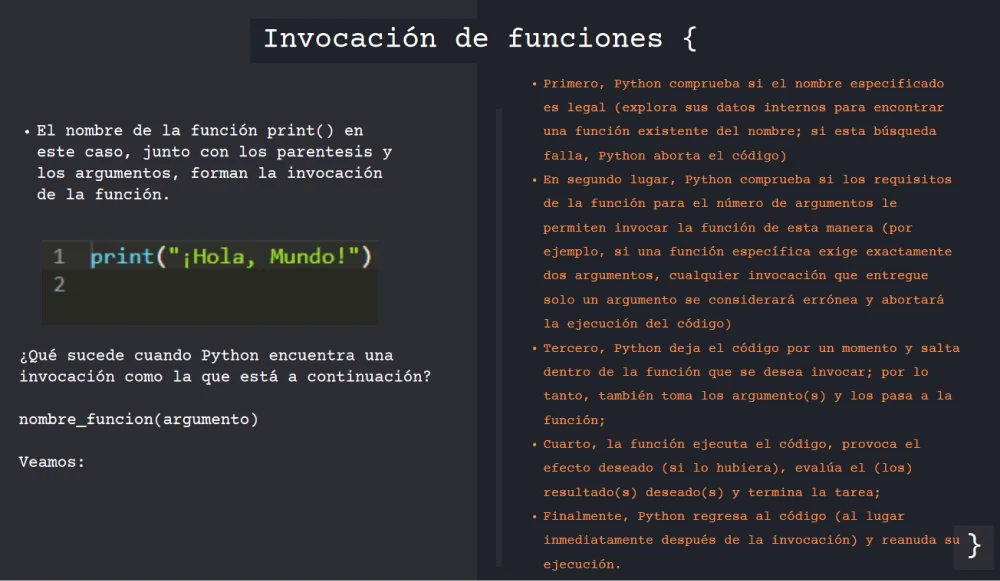 Invocación de funciones {
• El nombre de la función print() en
este caso, junto con los parentesis y
los argumentos, forman la invocación
de la función.
1 print("¡Hola, Mundo!")
2
¿Qué sucede cuando Python encuentra una
invocación como la que está a continuación?
nombre_funcion(argumento)
Veamos:
• Primero, Python comprueba si el nombre especificado
es legal (explora sus datos internos para encontrar
una función existente del nombre; si esta búsqueda
falla, Python aborta el código)
• En segundo lugar, Python comprueba si los requisitos
de la función para el número de argumentos le
permiten invocar la función de esta manera (por
ejemplo, si una función específica exige exactamente
dos argumentos, cualquier invocación que entregue
solo un argumento se considerará errónea y abortará
la ejecución del código)
• Tercero, Python deja el código por un momento y salta
dentro de la función que se desea invocar; por lo
tanto, también toma los argumento(s) y los pasa a la
función;
• Cuarto, la función ejecuta el código, provoca el
efecto deseado (si lo hubiera), evalúa el (los)
resultado(s) deseado(s) y termina la tarea;
• Finalmente, Python regresa al código (al lugar
inmediatamente después de la invocación) y reanuda su
ejecución.
}